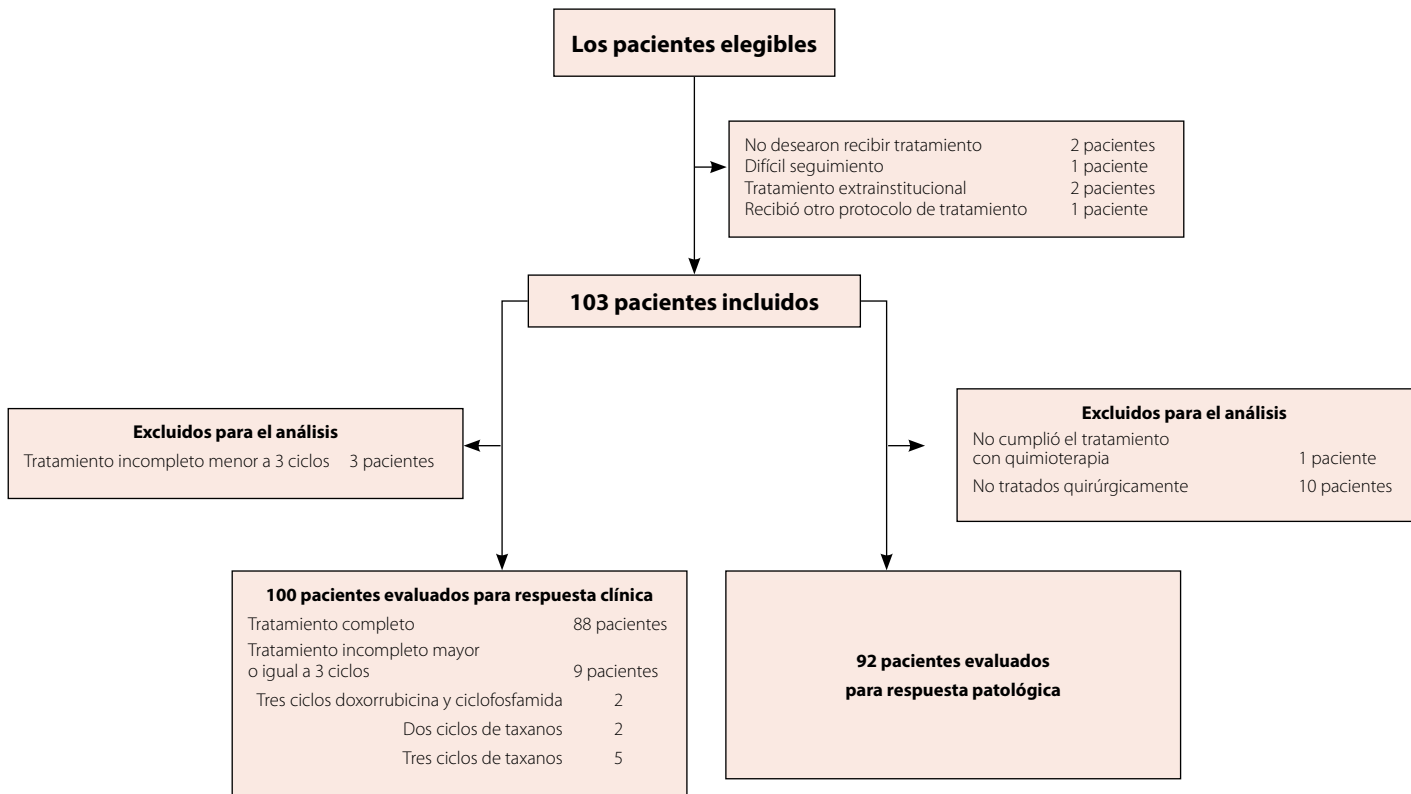 Los pacientes elegibles
No desearon recibir tratamiento 2 pacientes
Difícil seguimiento 1 paciente
Tratamiento extrainstitucional 2 pacientes
Recibió otro protocolo de tratamiento 1 paciente
103 pacientes incluidos
Excluidos para el análisis
Tratamiento incompleto menor a 3 ciclos 3 pacientes
Excluidos para el análisis
No cumplió el tratamiento
con quimioterapia 1 paciente
No tratados quirúrgicamente 10 pacientes
100 pacientes evaluados para respuesta clínica
Tratamiento completo 88 pacientes
Tratamiento incompleto mayor
o igual a 3 ciclos 9 pacientes
Tres ciclos doxorrubicina y ciclofosfamida 2
Dos ciclos de taxanos 2
Tres ciclos de taxanos 5
92 pacientes evaluados
para respuesta patológica